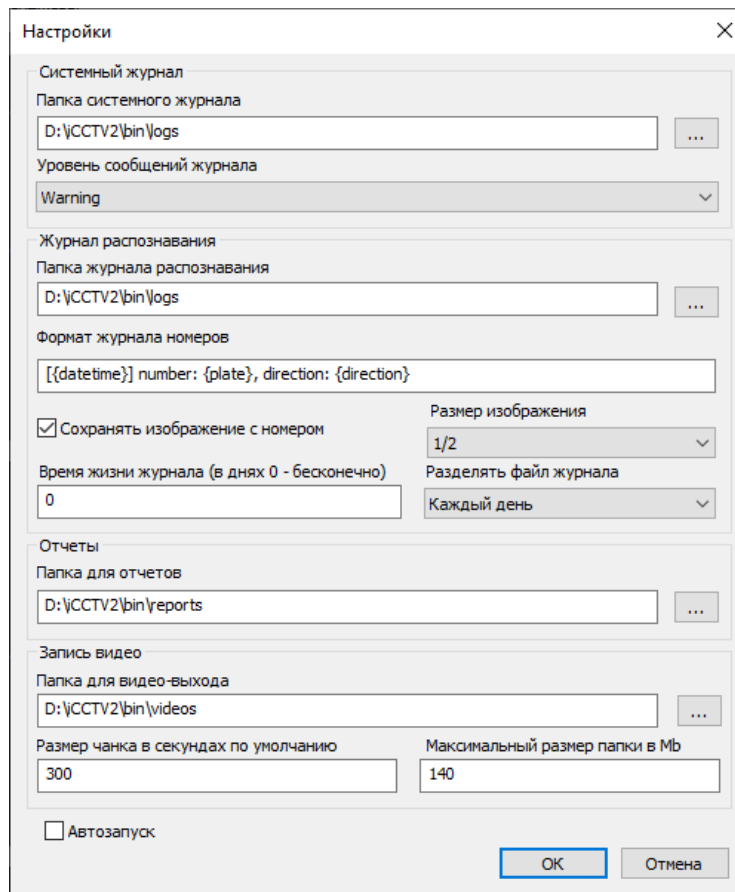 Настройки
Системный журнал
Папка системного журнала
D:\iCCTV2\bin\logs
...
Уровень сообщений журнала
Warning
Журнал распознавания
Папка журнала распознавания
D:\iCCTV2\bin\logs
...
Формат журнала номеров
[{datetime}] number: {plate}, direction: {direction}
Размер изображения
Сохранять изображение с номером
1/2
Время жизни журнала (в днях 0 - бесконечно)
Разделять файл журнала
0
Каждый день
Отчеты
Папка для отчетов
D:\iCCTV2\bin\reports
...
Запись видео
Папка для видео-выхода
D:\iCCTV2\bin\videos
...
Размер чанка в секундах по умолчанию
Максимальный размер папки в Mb
300
140
Автозапуск
ОК
Отмена